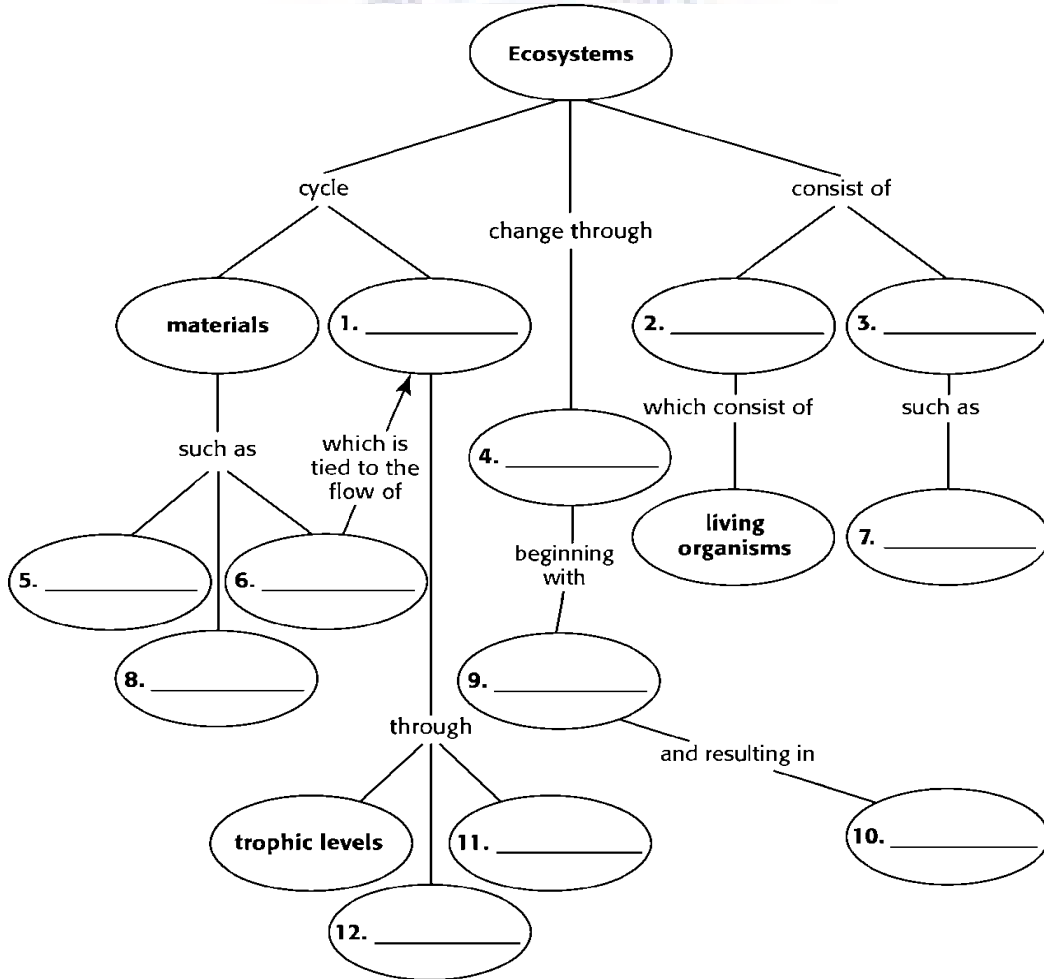 Ecosystems
cycle
consist of
change through
materials
1. ____________
2. ____________
3. ____________
such as
which is
tied to the
flow of
which consist of
such as
4. ____________
living
organisms
5. ____________
6. ____________
beginning
with
7. ____________
8. ____________
9. ____________
through
and resulting in
trophic levels
11. ____________
10. ____________
12. ____________